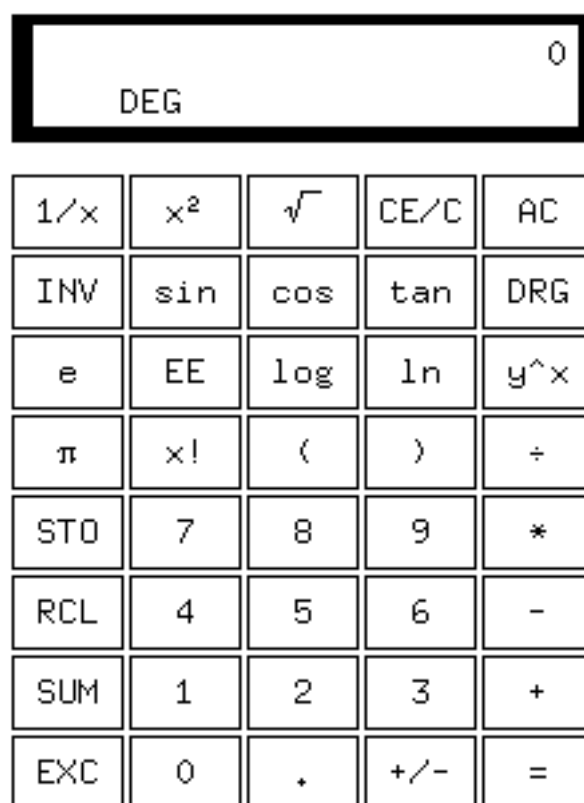 0
DEG
1/x x² √ CE/C AC
INV sin cos tan DRG
e EE log ln y^x
π x! ( ) ÷
STO 7 8 9 *
RCL 4 5 6 -
SUM 1 2 3 +
EXC 0 . +/- =